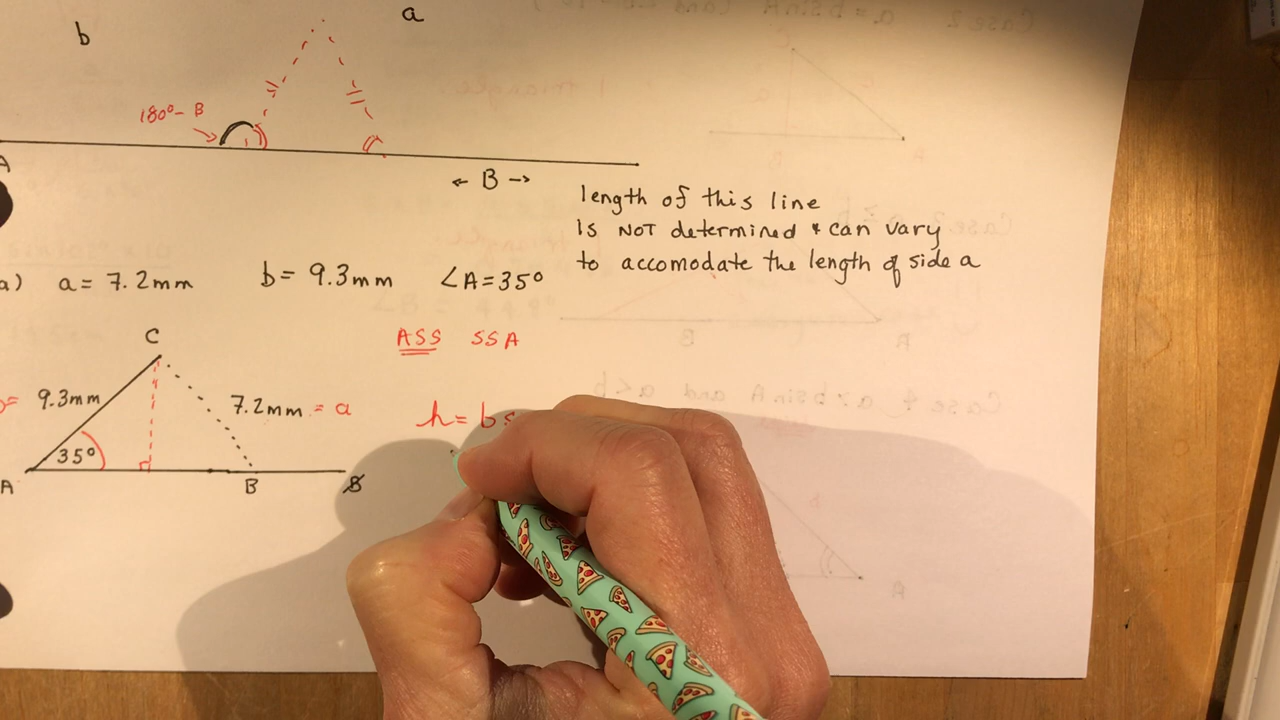 b a
180° - B
A
← B →
length of this line
Is NOT determined & can vary
to accomodate the length of side a
a) a = 7.2mm b = 9.3mm ∠A = 35°
C
ASS SSA
= 9.3mm 7.2mm = a
h = bs
35°
A B B